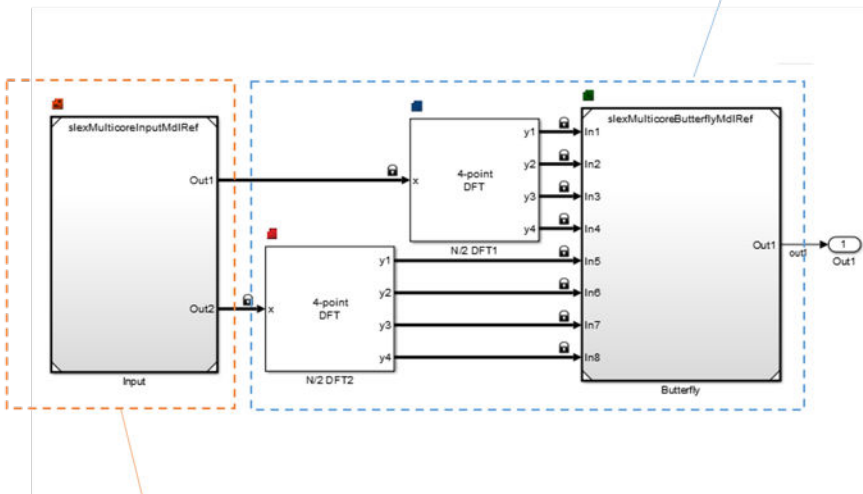 slexMulticoreInputMdlRef
Out1
Out2
Input
x
4-point
DFT
y1
y2
y3
y4
N/2 DFT1
x
4-point
DFT
y1
y2
y3
y4
N/2 DFT2
slexMulticoreButterflyMdlRef
In1
In2
In3
In4
In5
In6
In7
In8
Out1
Butterfly
out1
1
Out1